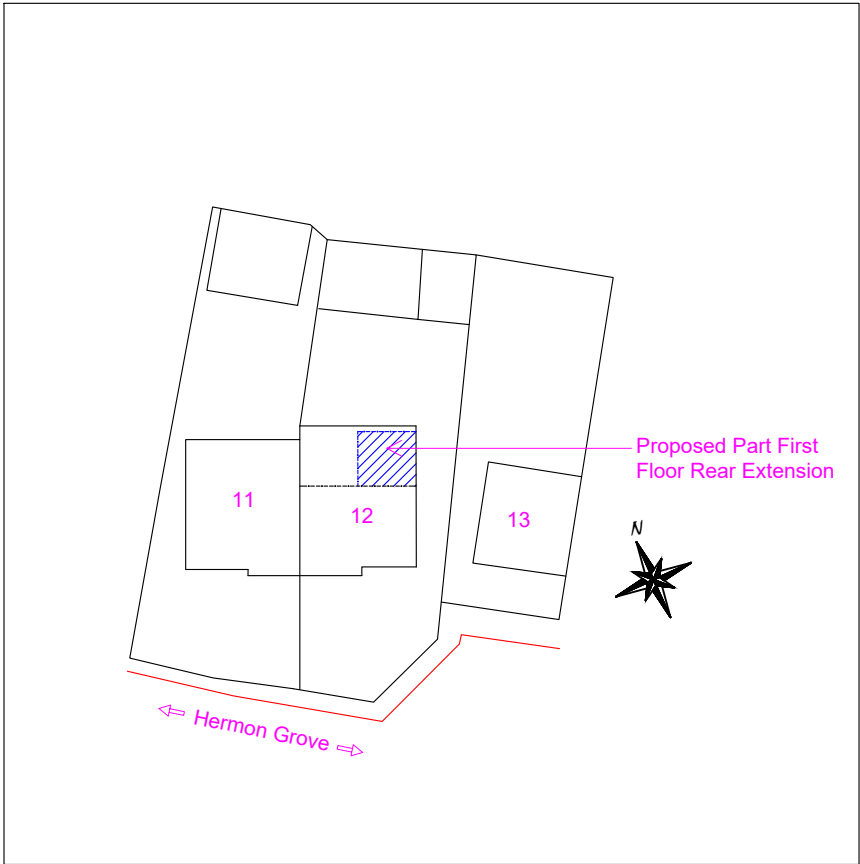 Proposed Part First
Floor Rear Extension
11
12
13
N
Hermon Grove